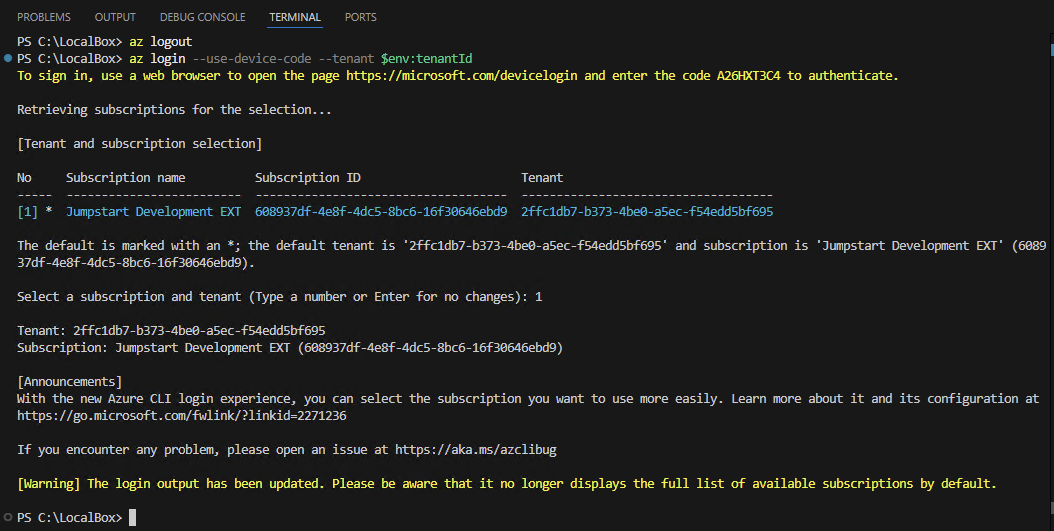 PROBLEMS OUTPUT DEBUG CONSOLE TERMINAL PORTS
PS C:\LocalBox> az logout
PS C:\LocalBox> az login --use-device-code --tenant $env:tenantId
To sign in, use a web browser to open the page https://microsoft.com/devicelogin and enter the code A26HXT3C4 to authenticate.
Retrieving subscriptions for the selection...
[Tenant and subscription selection]
No Subscription name Subscription ID Tenant
----- ------------------------- ------------------------------------ ------------------------------------
[1] * Jumpstart Development EXT 608937df-4e8f-4dc5-8bc6-16f30646ebd9 2ffc1db7-b373-4be0-a5ec-f54edd5bf695
The default is marked with an *; the default tenant is '2ffc1db7-b373-4be0-a5ec-f54edd5bf695' and subscription is 'Jumpstart Development EXT' (6089
37df-4e8f-4dc5-8bc6-16f30646ebd9).
Select a subscription and tenant (Type a number or Enter for no changes): 1
Tenant: 2ffc1db7-b373-4be0-a5ec-f54edd5bf695
Subscription: Jumpstart Development EXT (608937df-4e8f-4dc5-8bc6-16f30646ebd9)
[Announcements]
With the new Azure CLI login experience, you can select the subscription you want to use more easily. Learn more about it and its configuration at
https://go.microsoft.com/fwlink/?linkid=2271236
If you encounter any problem, please open an issue at https://aka.ms/azclibug
[Warning] The login output has been updated. Please be aware that it no longer displays the full list of available subscriptions by default.
PS C:\LocalBox>